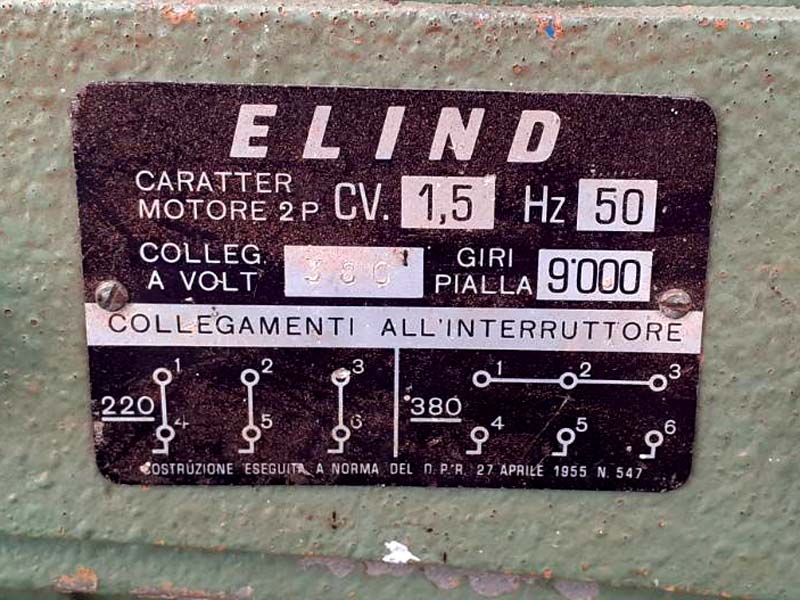 ELIND
CARATTER
MOTORE 2P CV. 1,5 Hz 50
COLLEG. A VOLT 380
GIRI PIALLA 9'000
COLLEGAMENTI ALL'INTERRUTTORE
220 1 2 3
4 5 6
380 1 2 3
4 5 6
COSTRUZIONE ESEGUITA A NORMA DEL D.P.R. 27 APRILE 1955 N. 547